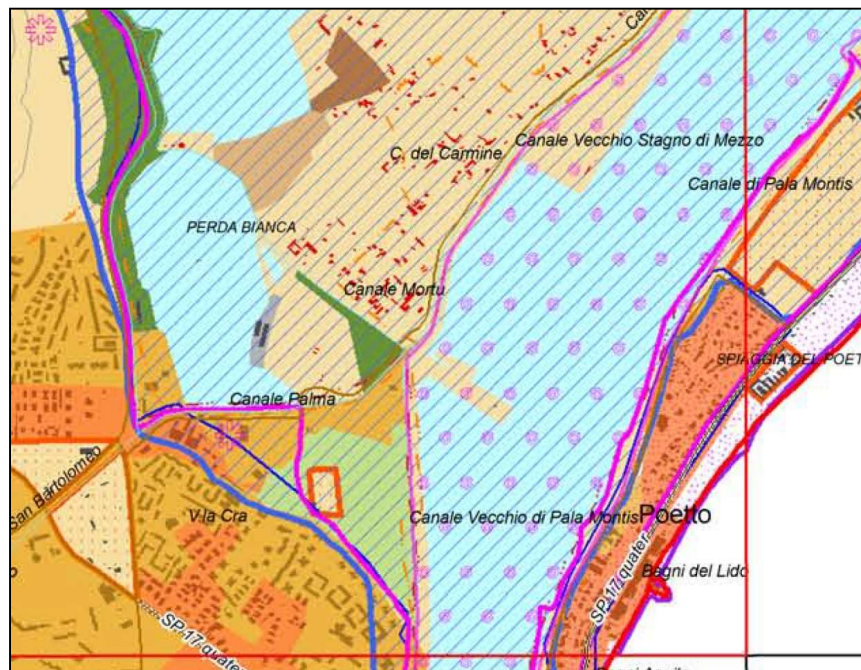 Canale Vecchio Stagno di Mezzo
C. del Carmine
Canale di Pala Montis
PERDA BIANCA
Canale Mortu
SPIAGGIA DEL POET
Canale Palma
San Bartolomeo
V.la Cra
Canale Vecchio di Pala Montis
Poetto
Bagni del Lido
SP-17-quater
SP-17-quater